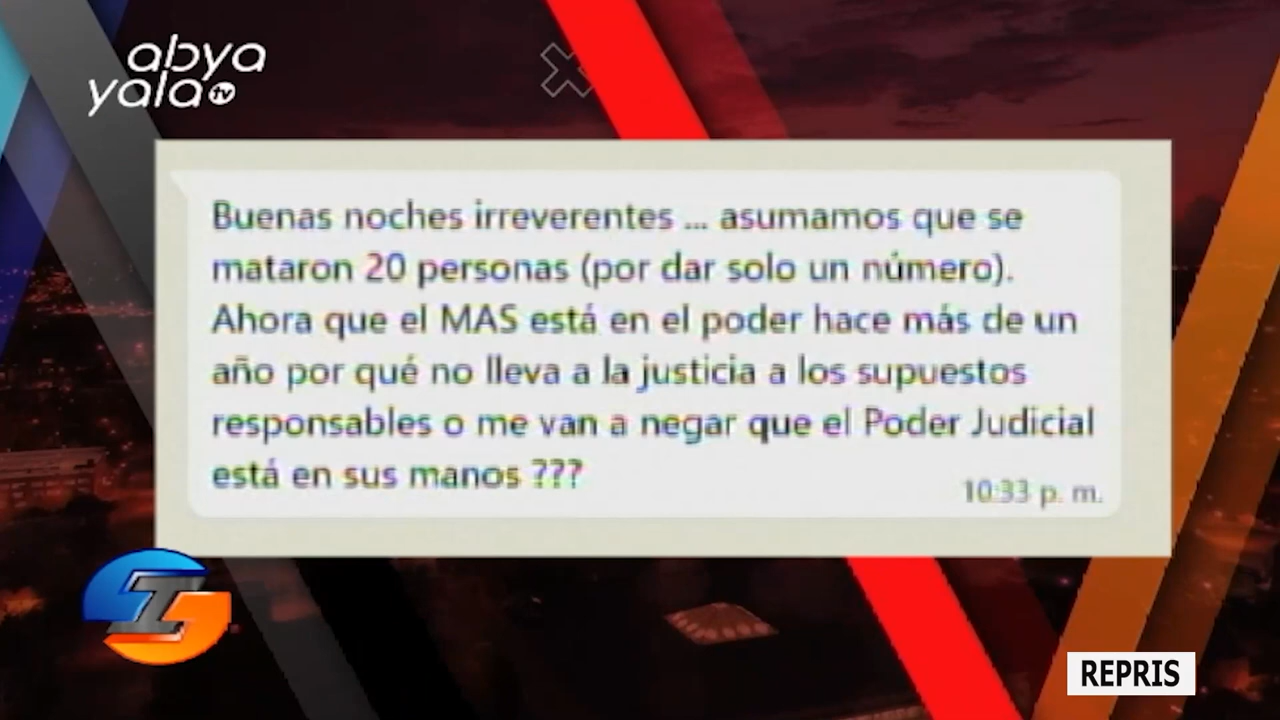 abya
yala tv
Buenas noches irreverentes ... asumamos que se
mataron 20 personas (por dar solo un número).
Ahora que el MAS está en el poder hace más de un
año por qué no lleva a la justicia a los supuestos
responsables o me van a negar que el Poder Judicial
está en sus manos ???
10:33 p. m.
REPRIS